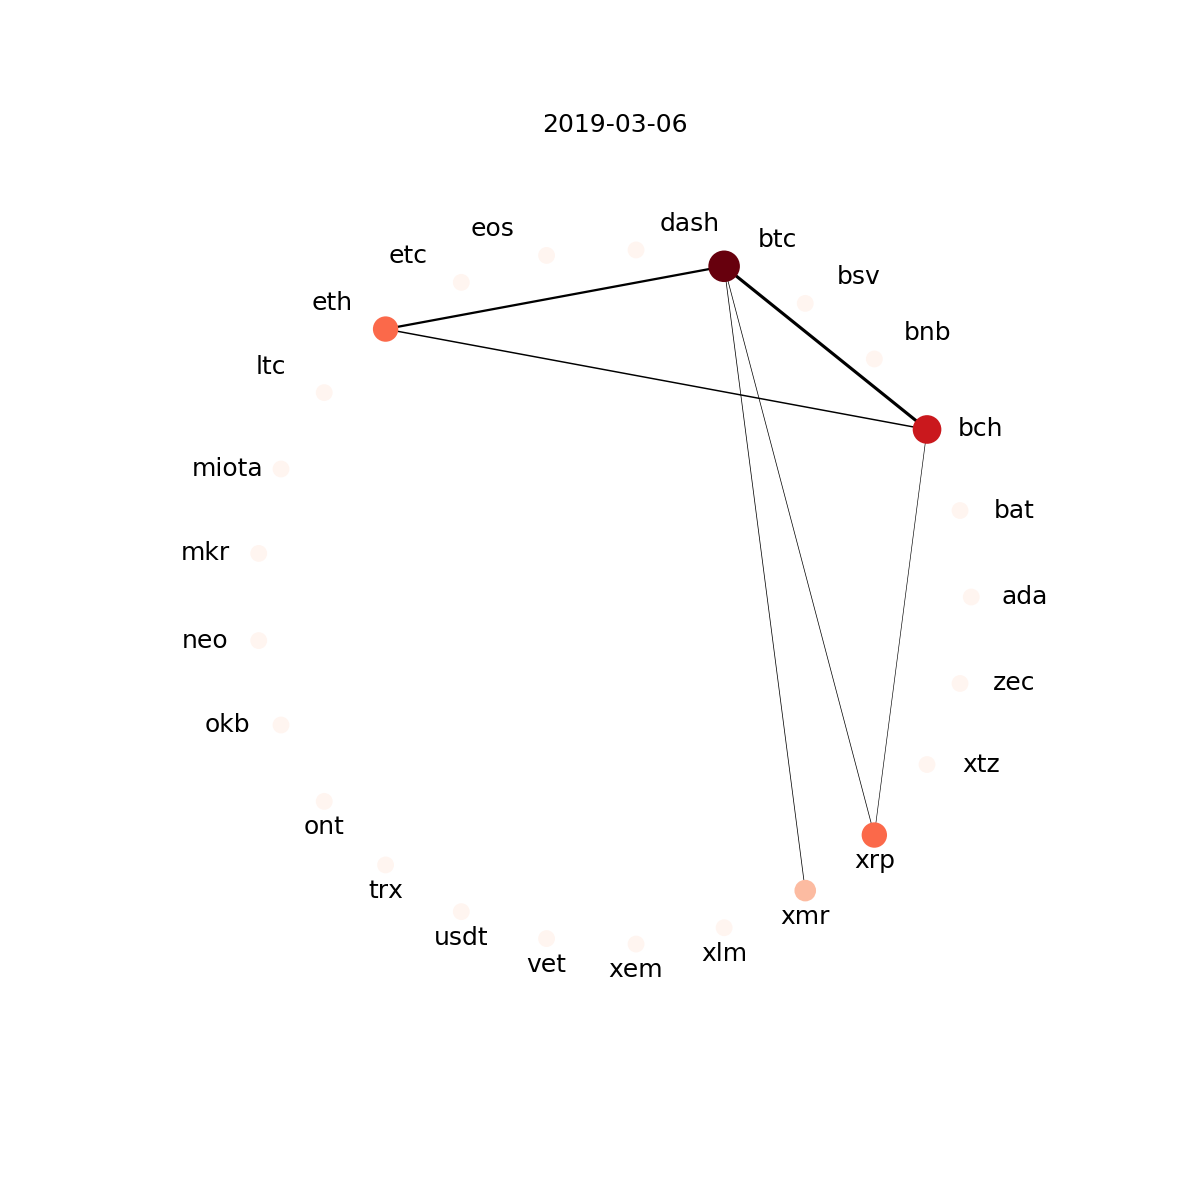 2019-03-06
dash
eos
btc
etc
bsv
eth
bnb
ltc
bch
miota
bat
mkr
ada
neo
zec
okb
xtz
ont
xrp
trx
xmr
usdt
xlm
vet
xem